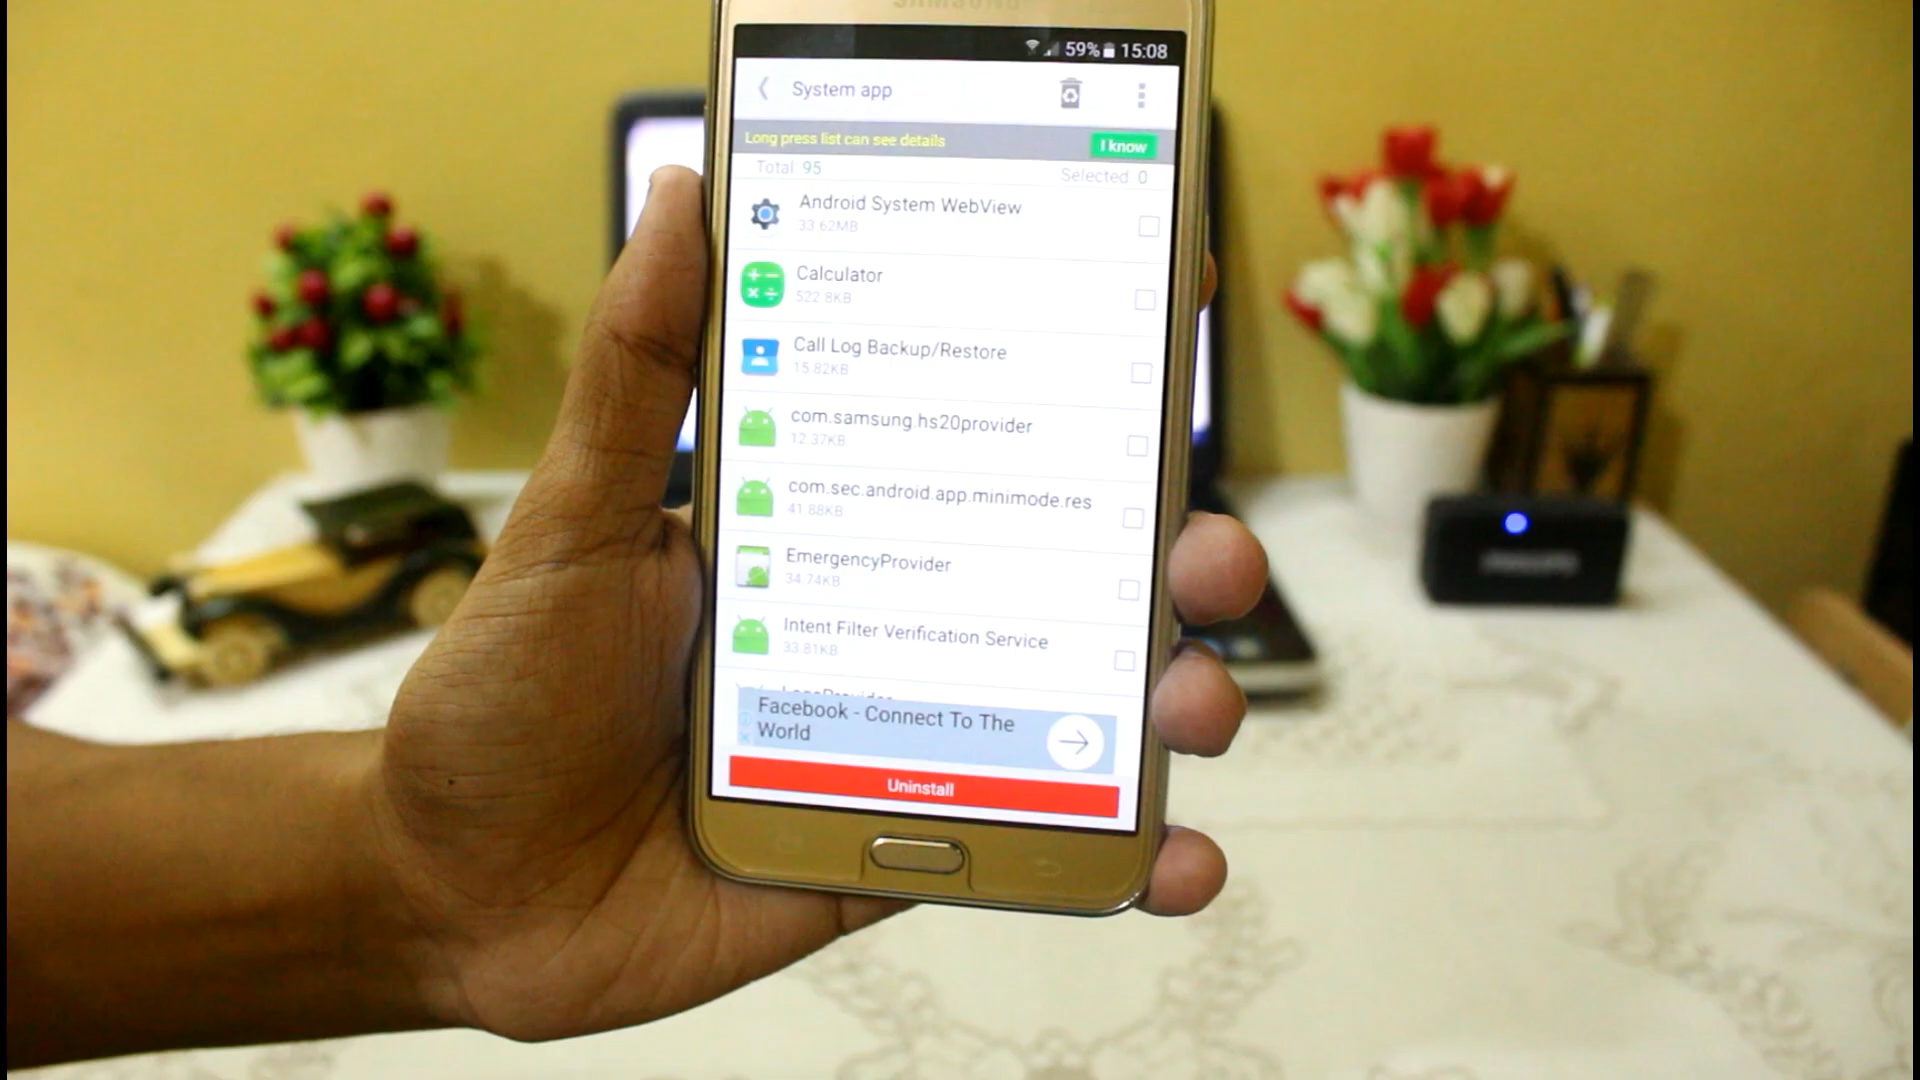 SAMSUNG
59% 15:08
System app
Long press list can see details I know
Total 95 Selected 0
Android System WebView
33.62MB
Calculator
522.8KB
Call Log Backup/Restore
15.82KB
com.samsung.hs20provider
12.37KB
com.sec.android.app.minimode.res
41.88KB
EmergencyProvider
34.74KB
Intent Filter Verification Service
33.81KB
Facebook - Connect To The
World
Uninstall